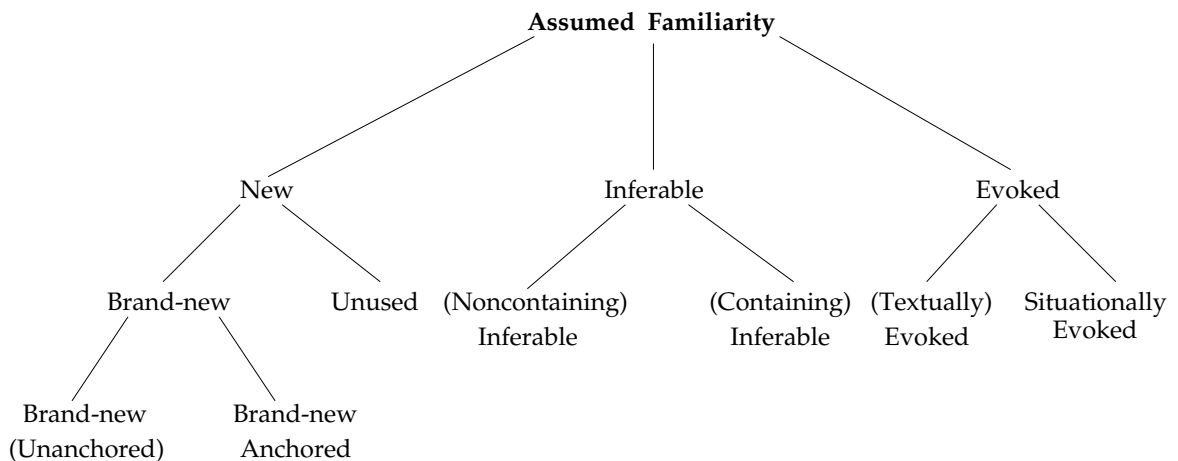 Assumed Familiarity
New Inferable Evoked
Brand-new Unused (Noncontaining) (Containing) (Textually) Situationally
Inferable Inferable Evoked Evoked
Brand-new Brand-new
(Unanchored) Anchored